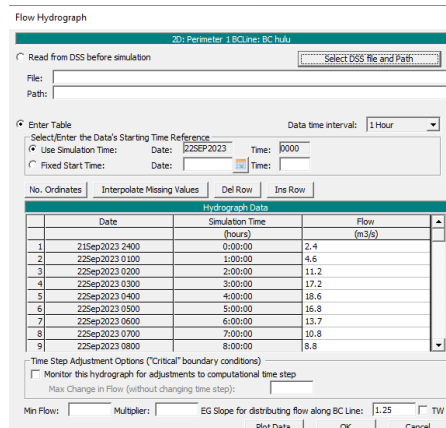 Flow Hydrograph
2D: Perimeter 1 BCLine: BC hulu
Read from DSS before simulation
Select DSS file and Path
File:
Path:
Enter Table
Data time interval: 1 Hour
Select/Enter the Data's Starting Time Reference
Use Simulation Time: Date: 22SEP2023 Time: 0000
Fixed Start Time: Date: Time:
No. Ordinates Interpolate Missing Values Del Row Ins Row
Hydrograph Data
Date Simulation Time Flow
(hours) (m3/s)
1 21Sep2023 2400 0:00:00 2.4
2 22Sep2023 0100 1:00:00 4.6
3 22Sep2023 0200 2:00:00 11.2
4 22Sep2023 0300 3:00:00 17.2
5 22Sep2023 0400 4:00:00 18.6
6 22Sep2023 0500 5:00:00 16.8
7 22Sep2023 0600 6:00:00 13.7
8 22Sep2023 0700 7:00:00 10.8
9 22Sep2023 0800 8:00:00 8.8
Time Step Adjustment Options ("Critical" boundary conditions)
Monitor this hydrograph for adjustments to computational time step
Max Change in Flow (without changing time step):
Min Flow: Multiplier: EG Slope for distributing flow along BC Line: 1.25 TW
Plot Data OK Cancel